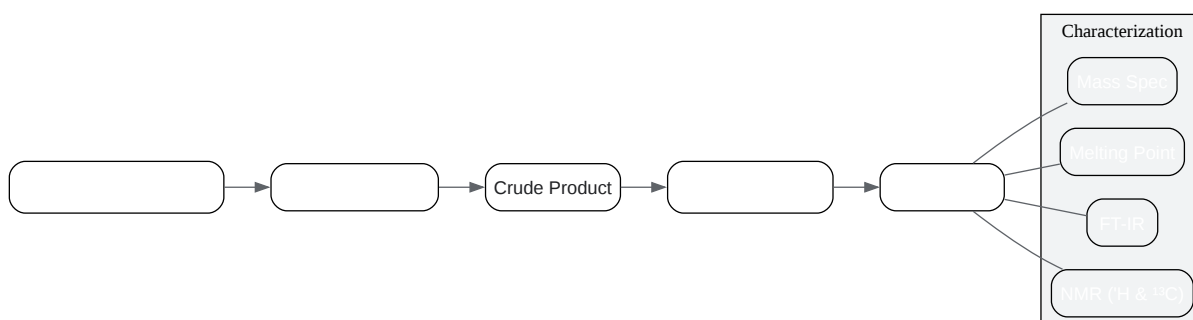 Characterization
Mass Spec
Melting Point
Crude Product
FT-IR
NMR (¹H & ¹³C)